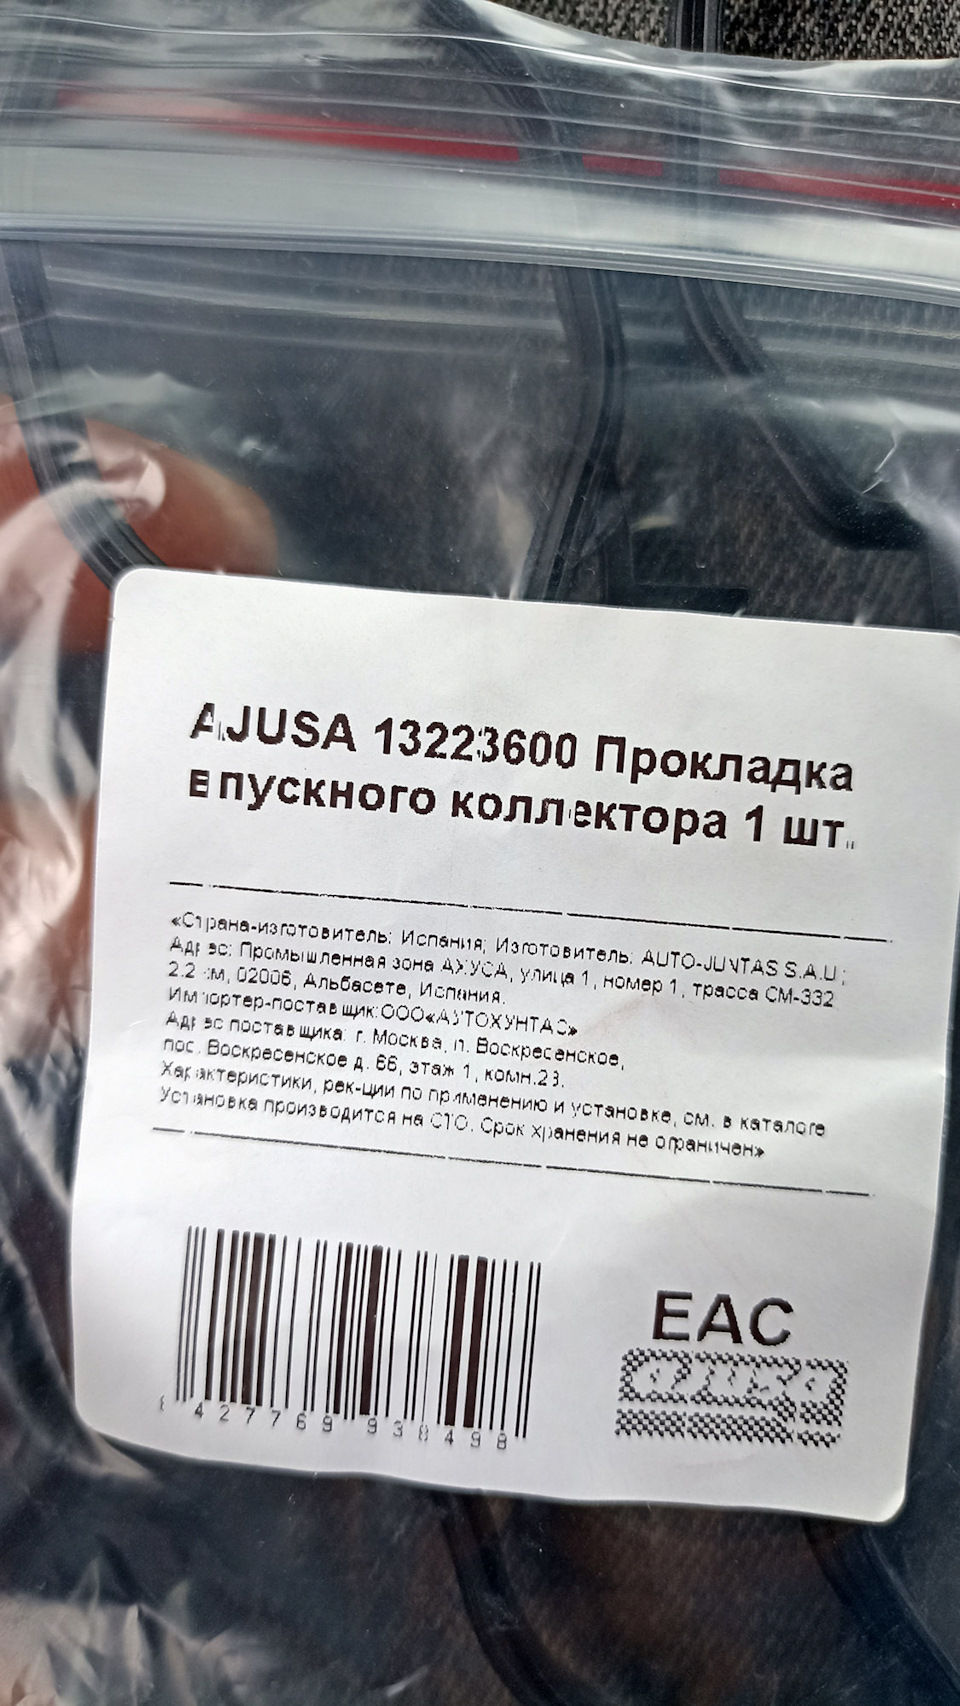 AJUSA 13223600 Прокладка
впускного коллектора 1 шт.
«Страна-изготовитель: Испания; Изготовитель: AUTO-JUNTAS S.A.U.;
Адрес: Промышленная зона АХУСА, улица 1, номер 1, трасса СМ-332
2.2 км, 02006, Альбасете, Испания.
Импортер-поставщик:ООО«АУТОХУНТАС»
Адрес поставщика: г. Москва, п. Воскресенское,
пос. Воскресенское д. 66, этаж 1, комн.23.
Характеристики, рек-ции по применению и установке, см. в каталоге
Установка производится на СТО. Срок хранения не ограничен»
8 427769 938498
EAC